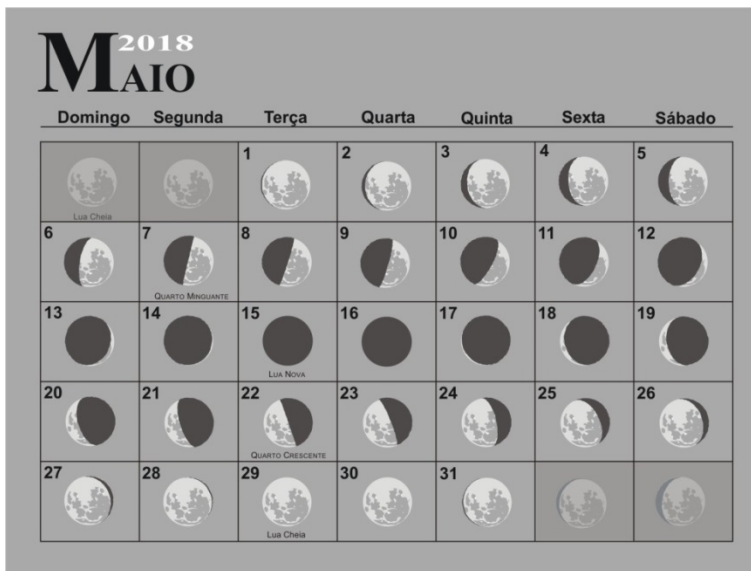 2018
MAIO
Domingo Segunda Terça Quarta Quinta Sexta Sábado
1 2 3 4 5
Lua Cheia
6 7 8 9 10 11 12
QUARTO MINGUANTE
13 14 15 16 17 18 19
LUA NOVA
20 21 22 23 24 25 26
QUARTO CRESCENTE
27 28 29 30 31
Lua Cheia